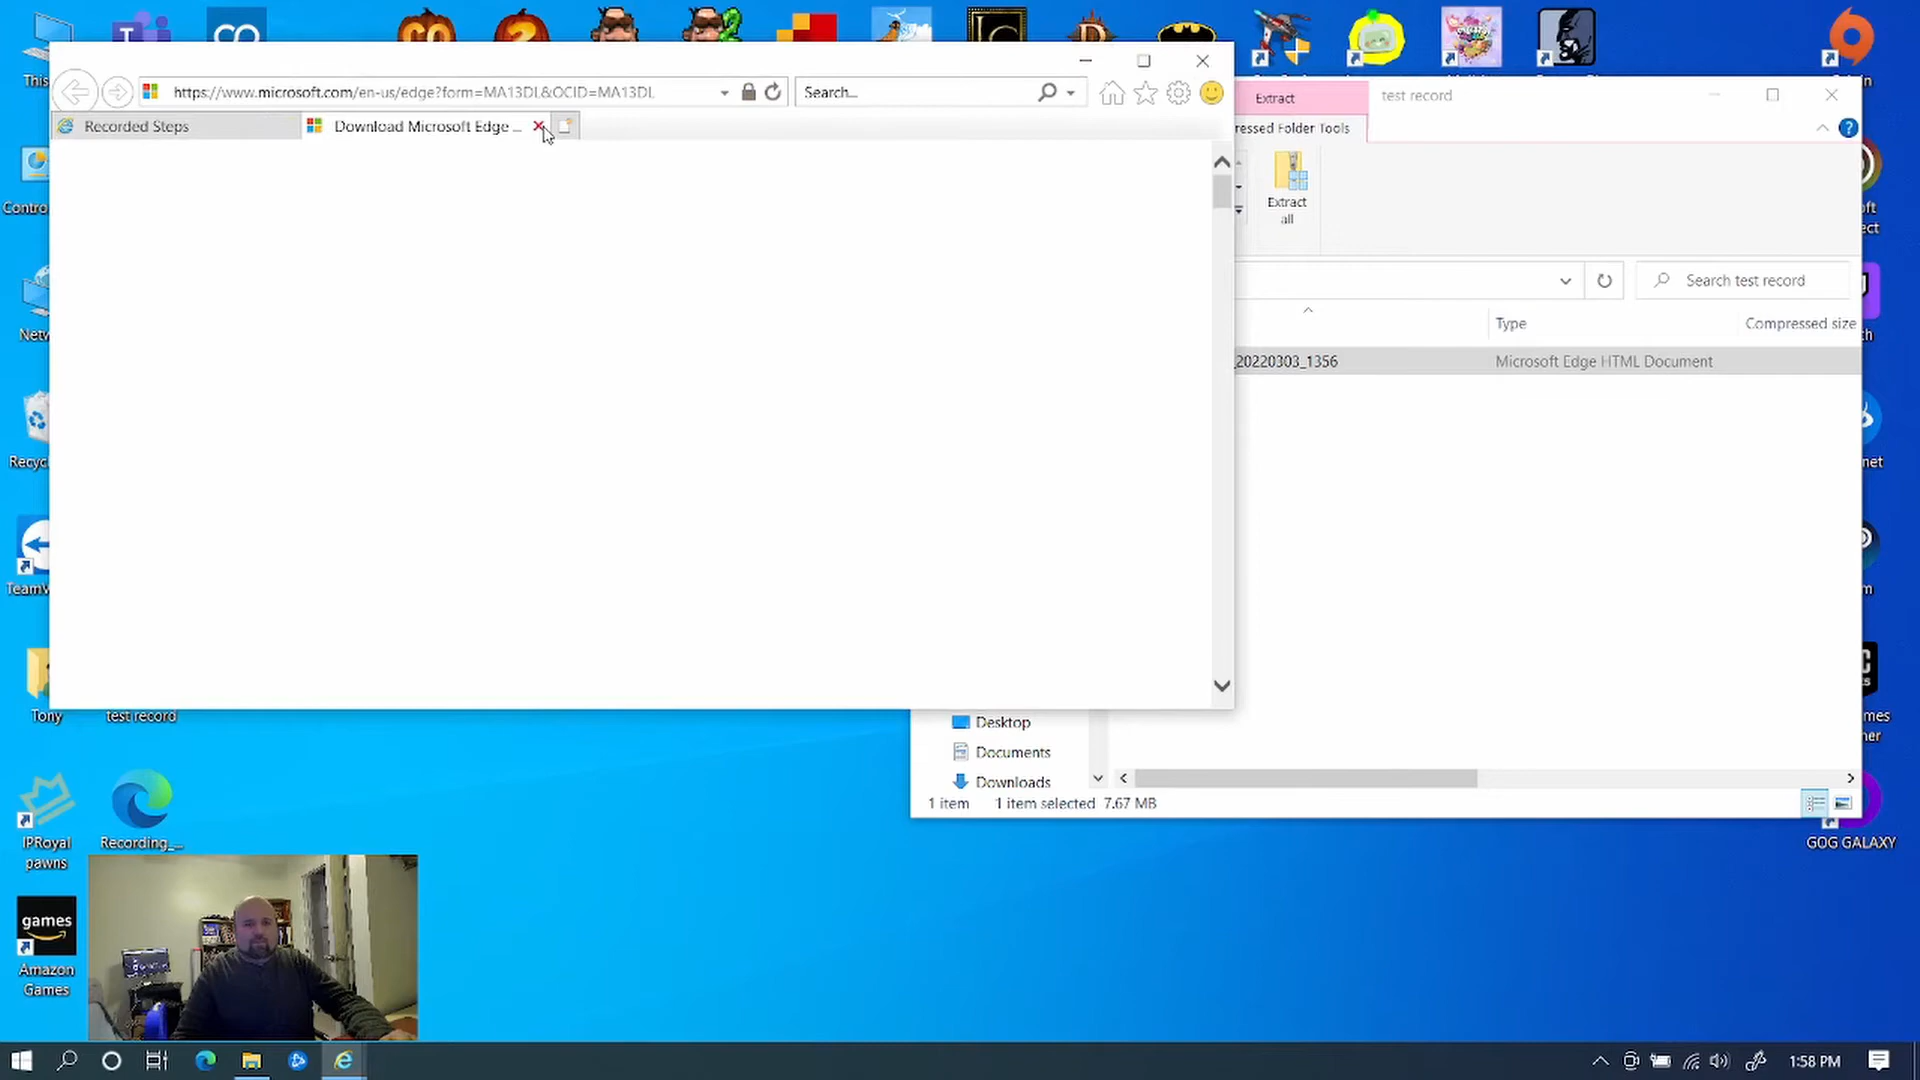 This
https://www.microsoft.com/en-us/edge?form=MA13DL&OCID=MA13DL
Search...
Recorded Steps
Download Microsoft Edge ...
Extract
test record
ressed Folder Tools
Extract
all
Search test record
Type
Compressed size
_20220303_1356
Microsoft Edge HTML Document
Contro
Netw
Recyc
TeamV
Tony
test record
Desktop
Documents
Downloads
1 item
1 item selected 7.67 MB
IPRoyal
pawns
Recording_...
GOG GALAXY
games
Amazon
Games
1:58 PM